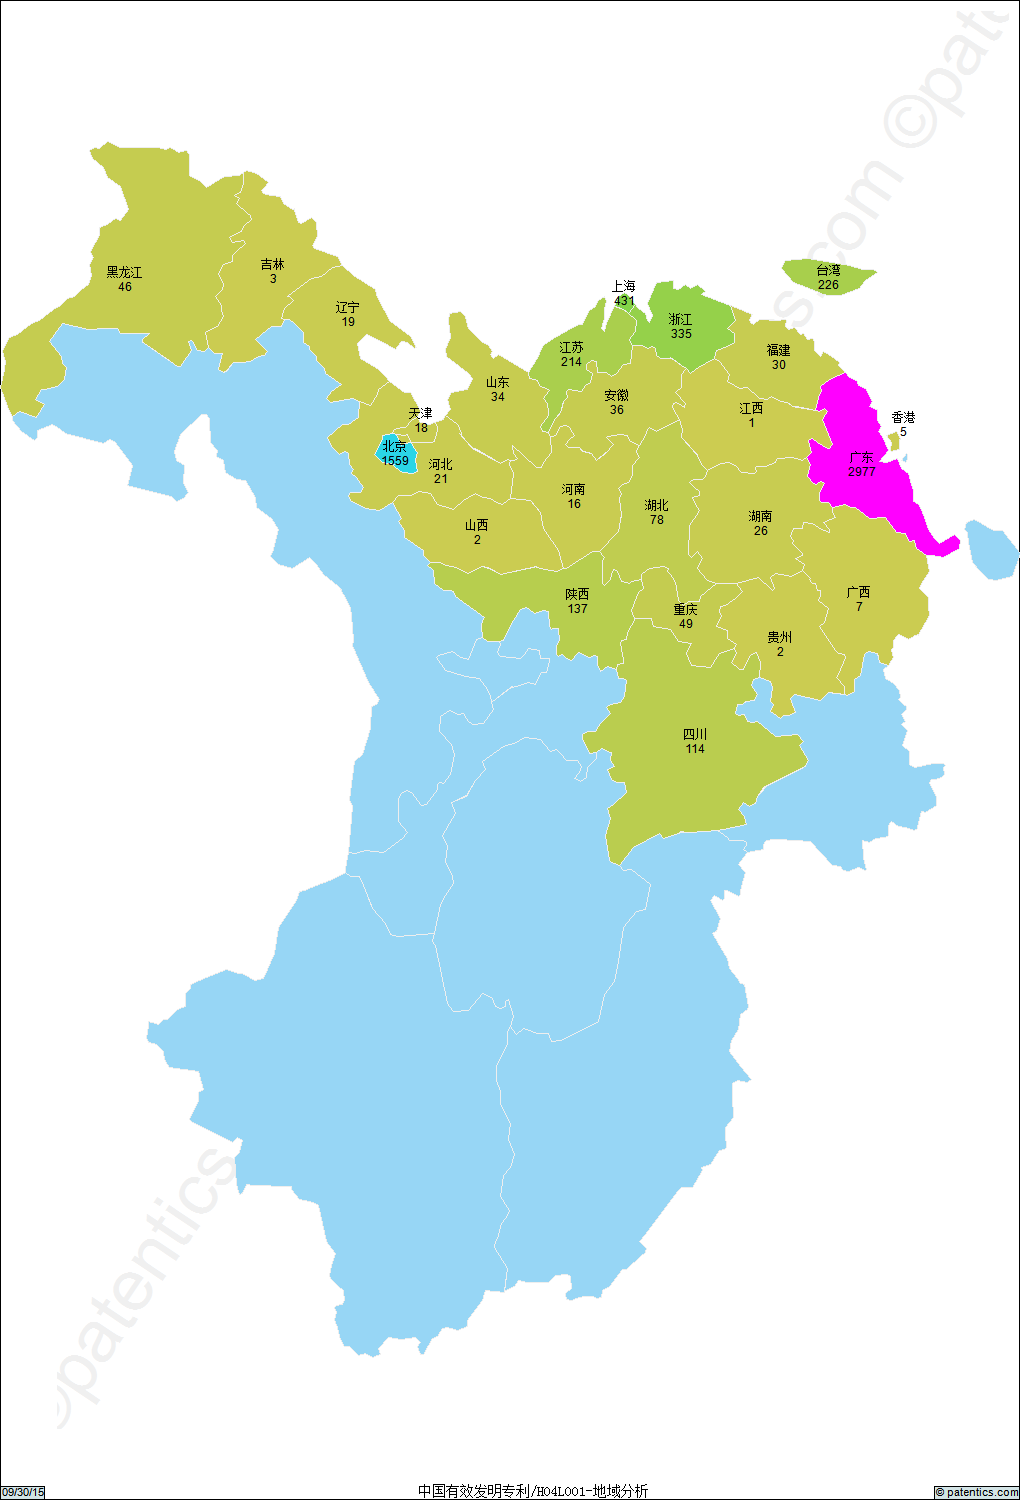 ©patentics.com ©pate
黑龙江
46
吉林
3
辽宁
19
台湾
226
上海
431
浙江
335
江苏
214
福建
30
山东
34
安徽
36
江西
1
天津
18
香港
5
北京
1559
河北
21
广东
2977
河南
16
湖北
78
湖南
26
山西
2
陕西
137
重庆
49
广西
7
贵州
2
四川
114
09/30/15
中国有效发明专利/H04L001-地域分析
© patentics.com